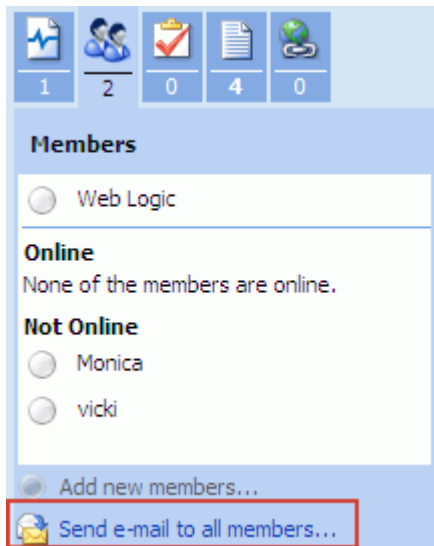 1 2 0 4 0
Members
Web Logic
Online
None of the members are online.
Not Online
Monica
vicki
Add new members...
Send e-mail to all members...